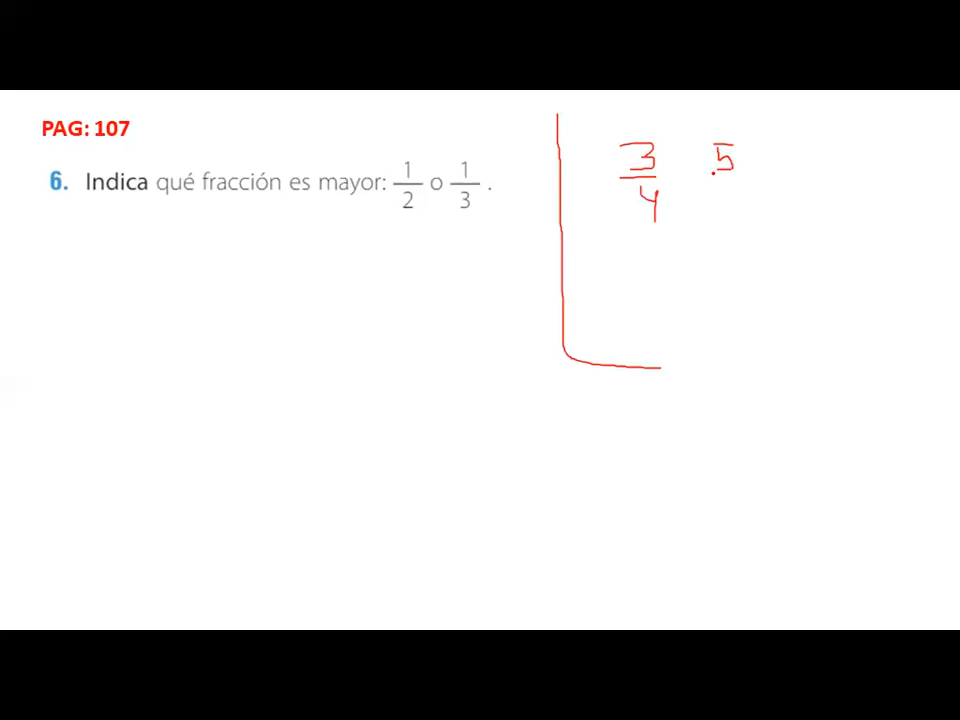 PAG: 107
6. Indica qué fracción es mayor: 1/2 o 1/3 .
3/4 5